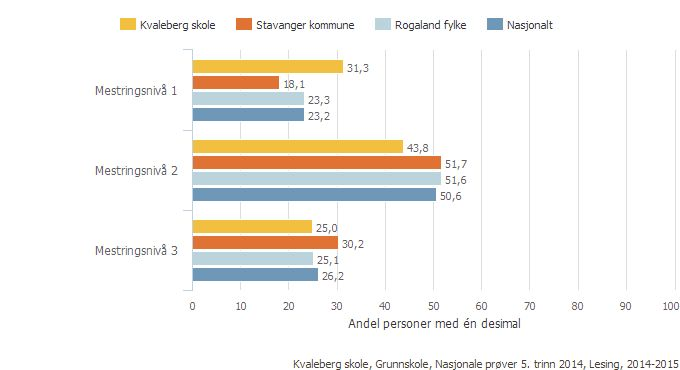 Kvaleberg skole Stavanger kommune Rogaland fylke Nasjonalt
Mestringsnivå 1
31,3
18,1
23,3
23,2
Mestringsnivå 2
43,8
51,7
51,6
50,6
Mestringsnivå 3
25,0
30,2
25,1
26,2
0 10 20 30 40 50 60 70 80 90 100
Andel personer med én desimal
Kvaleberg skole, Grunnskole, Nasjonale prøver 5. trinn 2014, Lesing, 2014-2015